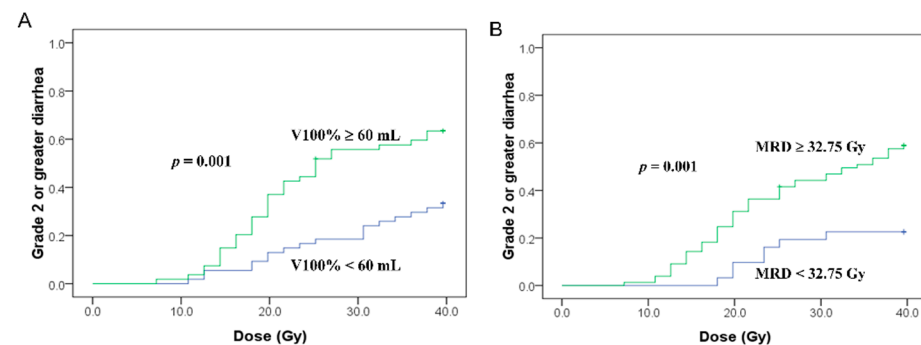 A
Grade 2 or greater diarrhea
1.0
0.8
0.6
0.4
0.2
0.0
V100% ≥ 60 mL
p = 0.001
V100% < 60 mL
0.0 10.0 20.0 30.0 40.0
Dose (Gy)
B
Grade 2 or greater diarrhea
1.0
0.8
0.6
0.4
0.2
0.0
MRD ≥ 32.75 Gy
p = 0.001
MRD < 32.75 Gy
0.0 10.0 20.0 30.0 40.0
Dose (Gy)